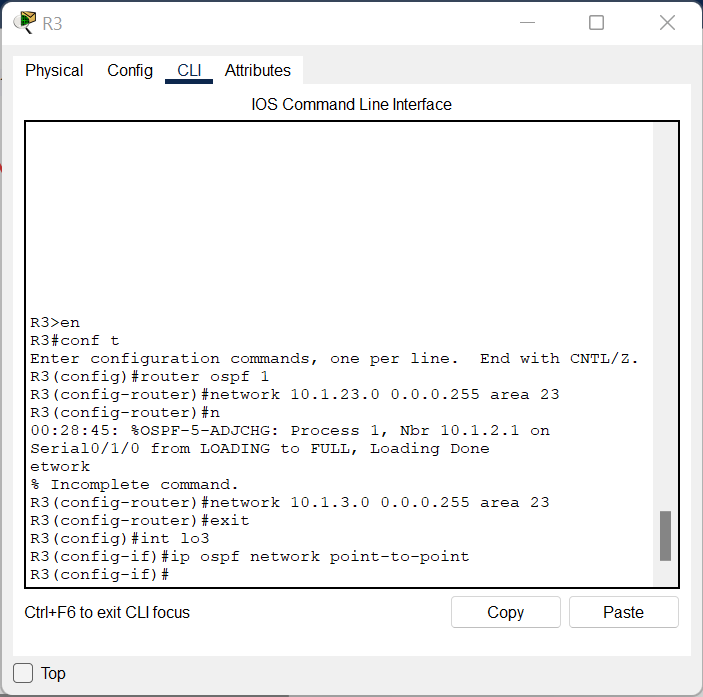 R3
Physical Config CLI Attributes
IOS Command Line Interface
R3>en
R3#conf t
Enter configuration commands, one per line.  End with CNTL/Z.
R3(config)#router ospf 1
R3(config-router)#network 10.1.23.0 0.0.0.255 area 23
R3(config-router)#n
00:28:45: %OSPF-5-ADJCHG: Process 1, Nbr 10.1.2.1 on
Serial0/1/0 from LOADING to FULL, Loading Done
etwork
% Incomplete command.
R3(config-router)#network 10.1.3.0 0.0.0.255 area 23
R3(config-router)#exit
R3(config)#int lo3
R3(config-if)#ip ospf network point-to-point
R3(config-if)#
Ctrl+F6 to exit CLI focus Copy Paste
Top